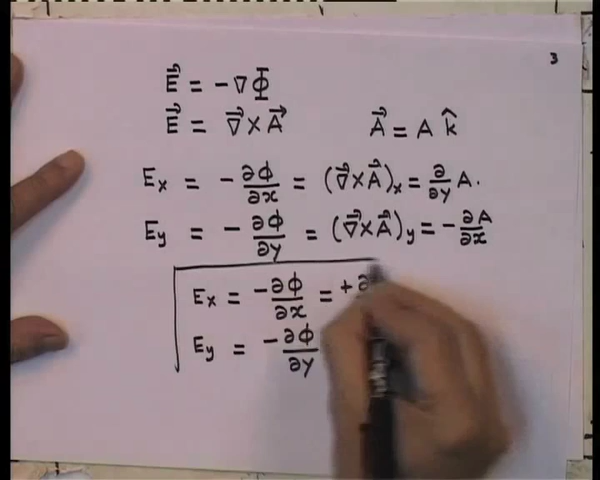 3
E⃗ = -∇Φ
E⃗ = ∇⃗ × A⃗    A⃗ = A k̂
Ex = -∂ϕ/∂x = (∇⃗×A⃗)x = ∂/∂y A.
Ey = -∂ϕ/∂y = (∇⃗×A⃗)y = -∂A/∂x
Ex = -∂ϕ/∂x = +∂
Ey = -∂ϕ/∂y